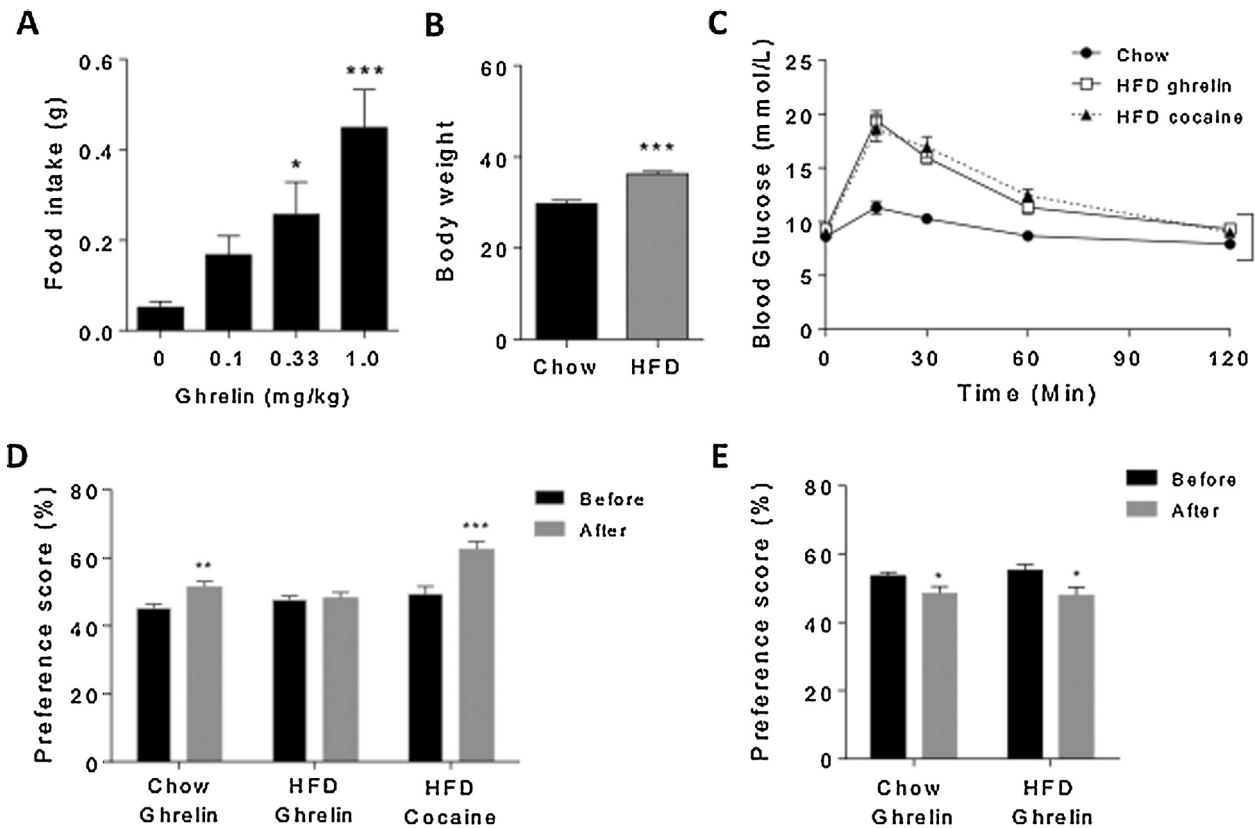 A
Food intake (g)
0.6
0.4
0.2
0.0
*
***
0 0.1 0.33 1.0
Ghrelin (mg/kg)
B
Body weight
60
40
20
0
***
Chow HFD
C
Blood Glucose (mmol/L)
25
20
15
10
5
0
Chow
HFD ghrelin
HFD cocaine
0 30 60 90 120
Time (Min)
D
Preference score (%)
80
60
40
20
0
Before
After
**
***
Chow HFD HFD
Ghrelin Ghrelin Cocaine
E
Preference score (%)
80
60
40
20
0
Before
After
*
*
Chow HFD
Ghrelin Ghrelin